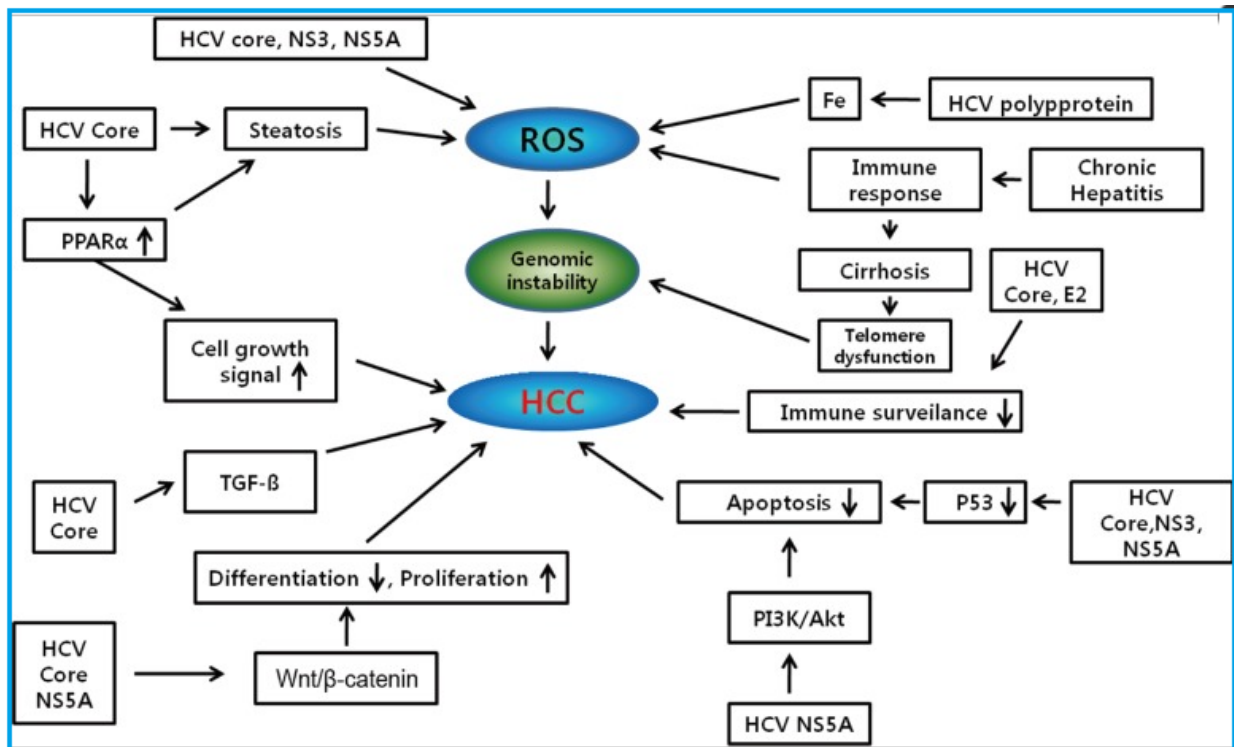 HCV core, NS3, NS5A
HCV Core
Steatosis
ROS
Fe
HCV polypprotein
Immune
response
Chronic
Hepatitis
PPARα
Genomic
instability
Cirrhosis
HCV
Core, E2
Cell growth
signal
Telomere
dysfunction
HCC
Immune surveilance
HCV
Core
TGF-ß
Apoptosis
P53
HCV
Core,NS3,
NS5A
Differentiation , Proliferation
PI3K/Akt
HCV
Core
NS5A
Wnt/β-catenin
HCV NS5A